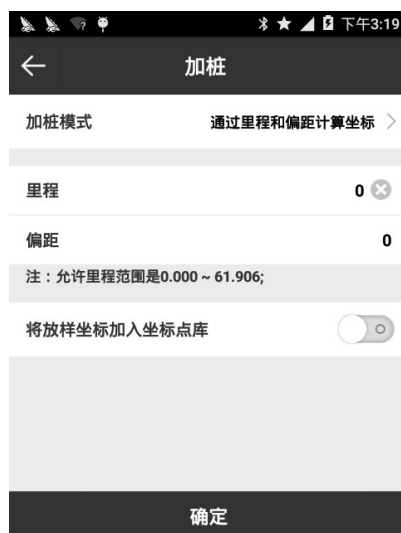 下午3:19
加桩
加桩模式 通过里程和偏距计算坐标
里程 0
偏距 0
注：允许里程范围是0.000 ~ 61.906;
将放样坐标加入坐标点库
确定